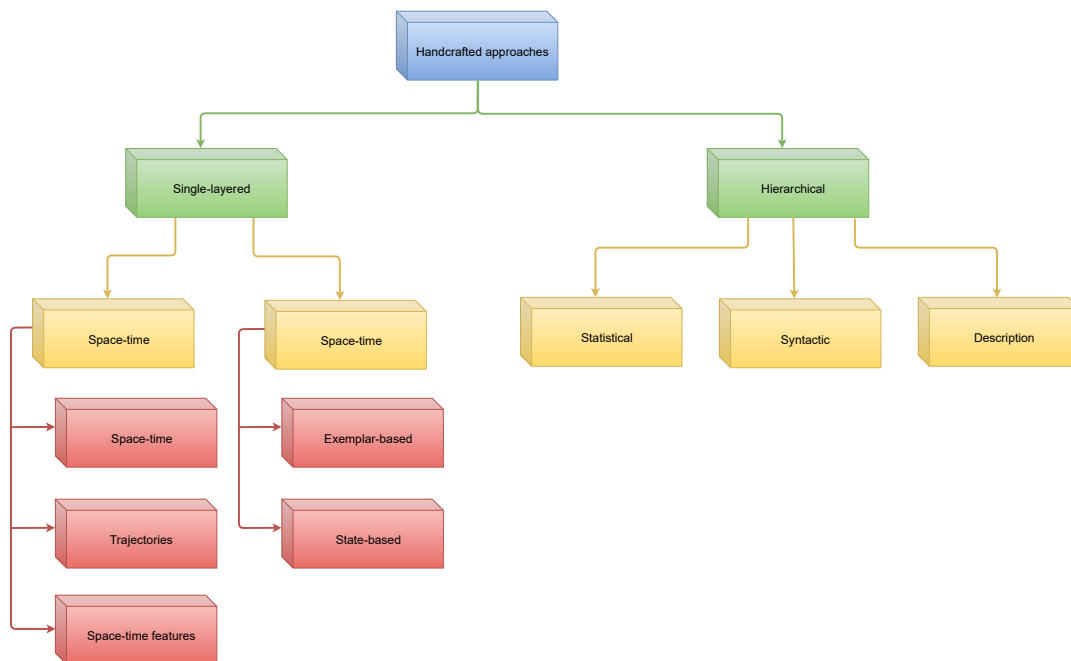 Handcrafted approaches
Single-layered
Hierarchical
Space-time
Space-time
Statistical
Syntactic
Description
Space-time
Exemplar-based
Trajectories
State-based
Space-time features